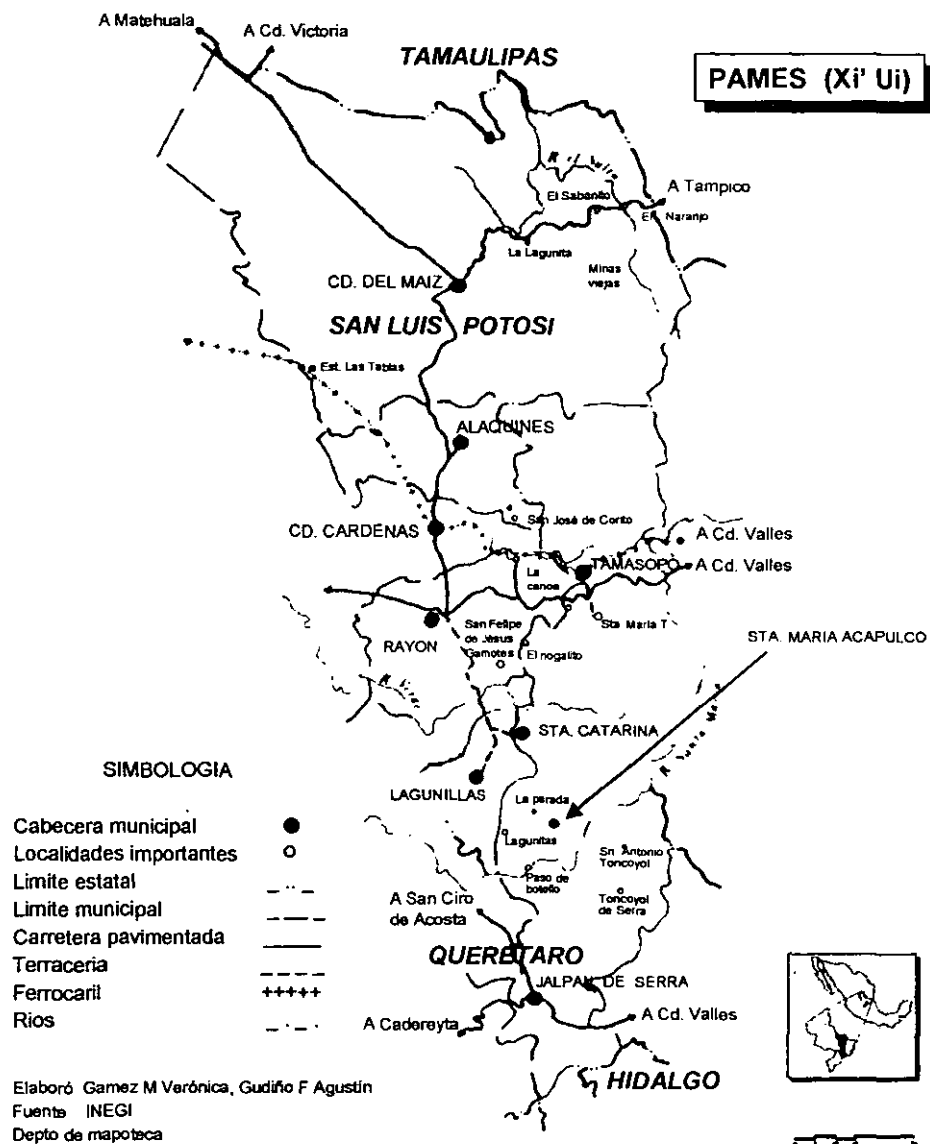 A Matehuala
A Cd. Victoria
TAMAULIPAS
PAMES (Xi' Ui)
El Sabanito
A Tampico
El Naranjo
La Lagunita
Minas
viejas
CD. DEL MAIZ
SAN LUIS POTOSI
Est. Las Tablas
ALAQUINES
San José de Corito
CD. CARDENAS
A Cd. Valles
TAMASOPO
A Cd. Valles
La
canoa
Sta Maria T
RAYON
San Felipe
de Jesus
Gamotes
El nogalito
STA. MARIA ACAPULCO
R. Santa Maria
STA. CATARINA
LAGUNILLAS
La parada
Lagunitas
Sn. Antonio
Toncoyol
Paso de
botello
Toncoyol
de Serra
A San Ciro
de Acosta
QUERETARO
JALPAN DE SERRA
A Cadereyta
A Cd. Valles
HIDALGO
SIMBOLOGIA
Cabecera municipal
Localidades importantes
Limite estatal
Limite municipal
Carretera pavimentada
Terraceria
Ferrocaril
Rios
Elaboró Gamez M Verónica, Gudiño F Agustín
Fuente INEGI
Depto de mapoteca